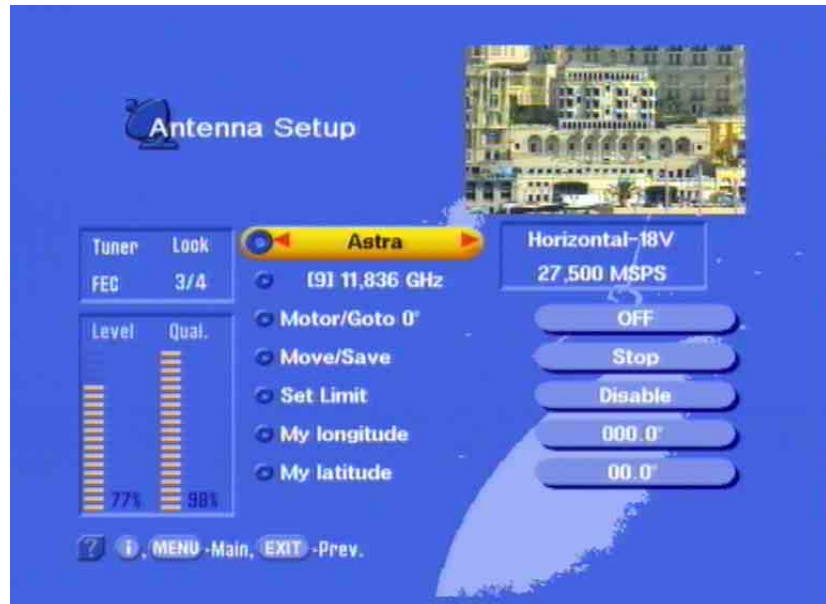 Antenna Setup
Tuner Lock
FEC 3/4
Astra
Horizontal-18V
[9] 11,836 GHz
27,500 MSPS
Level Qual.
77% 98%
Motor/Goto 0° OFF
Move/Save Stop
Set Limit Disable
My longitude 000.0°
My latitude 00.0°
? i, MENU -Main, EXIT -Prev.